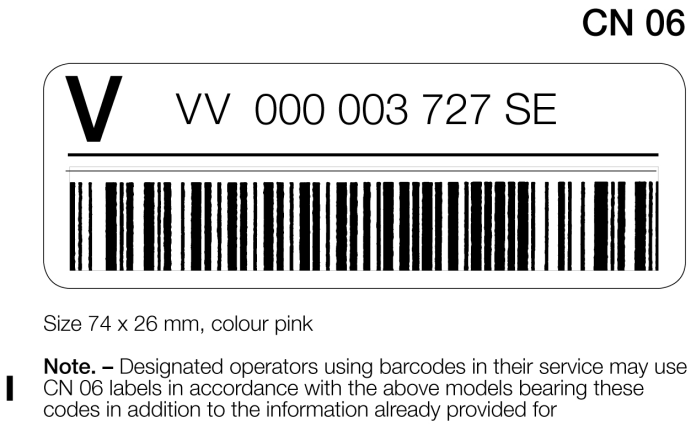 CN 06
V VV 000 003 727 SE
Size 74 x 26 mm, colour pink
Note. – Designated operators using barcodes in their service may use
CN 06 labels in accordance with the above models bearing these
codes in addition to the information already provided for